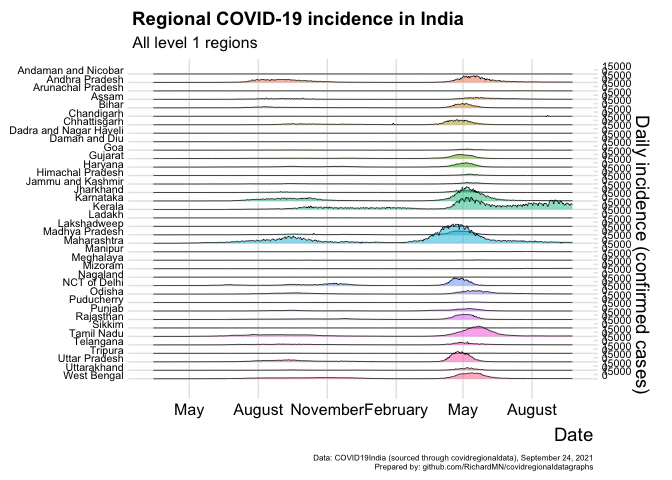 Regional COVID-19 incidence in India
All level 1 regions
Andaman and Nicobar
Andhra Pradesh
Arunachal Pradesh
Assam
Bihar
Chandigarh
Chhattisgarh
Dadra and Nagar Haveli
Daman and Diu
Goa
Gujarat
Haryana
Himachal Pradesh
Jammu and Kashmir
Jharkhand
Karnataka
Kerala
Ladakh
Lakshadweep
Madhya Pradesh
Maharashtra
Manipur
Meghalaya
Mizoram
Nagaland
NCT of Delhi
Odisha
Puducherry
Punjab
Rajasthan
Sikkim
Tamil Nadu
Telangana
Tripura
Uttar Pradesh
Uttarakhand
West Bengal
15000
0
Daily incidence (confirmed cases)
May August November February May August
Date
Data: COVID19India (sourced through covidregionaldata), September 24, 2021
Prepared by: github.com/RichardMN/covidregionaldatagraphs